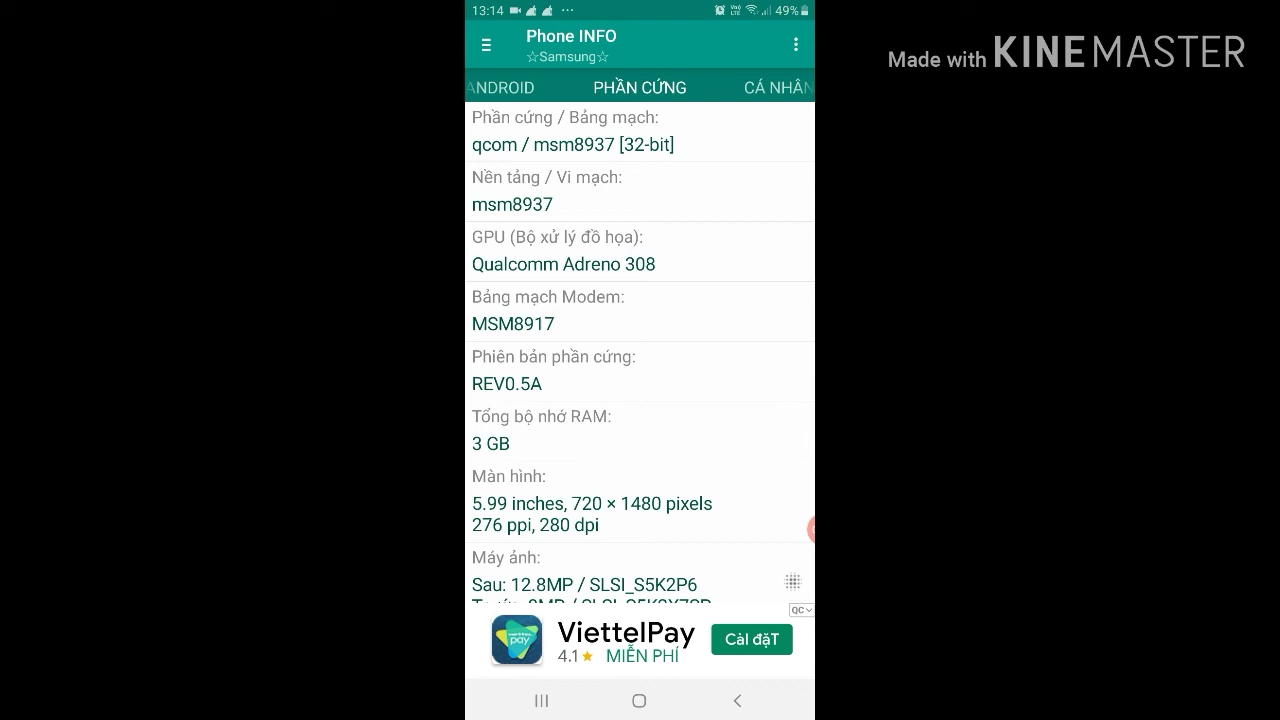 13:14 ... 49%
Made with KINEMASTER
Phone INFO
☆Samsung☆
ANDROID PHẦN CỨNG CÁ NHÂN
Phần cứng / Bảng mạch:
qcom / msm8937 [32-bit]
Nền tảng / Vi mạch:
msm8937
GPU (Bộ xử lý đồ họa):
Qualcomm Adreno 308
Bảng mạch Modem:
MSM8917
Phiên bản phần cứng:
REV0.5A
Tổng bộ nhớ RAM:
3 GB
Màn hình:
5.99 inches, 720 × 1480 pixels
276 ppi, 280 dpi
Máy ảnh:
Sau: 12.8MP / SLSI_S5K2P6
QC
ViettelPay
pay
Cài đặT
4.1★ MIỄN PHÍ